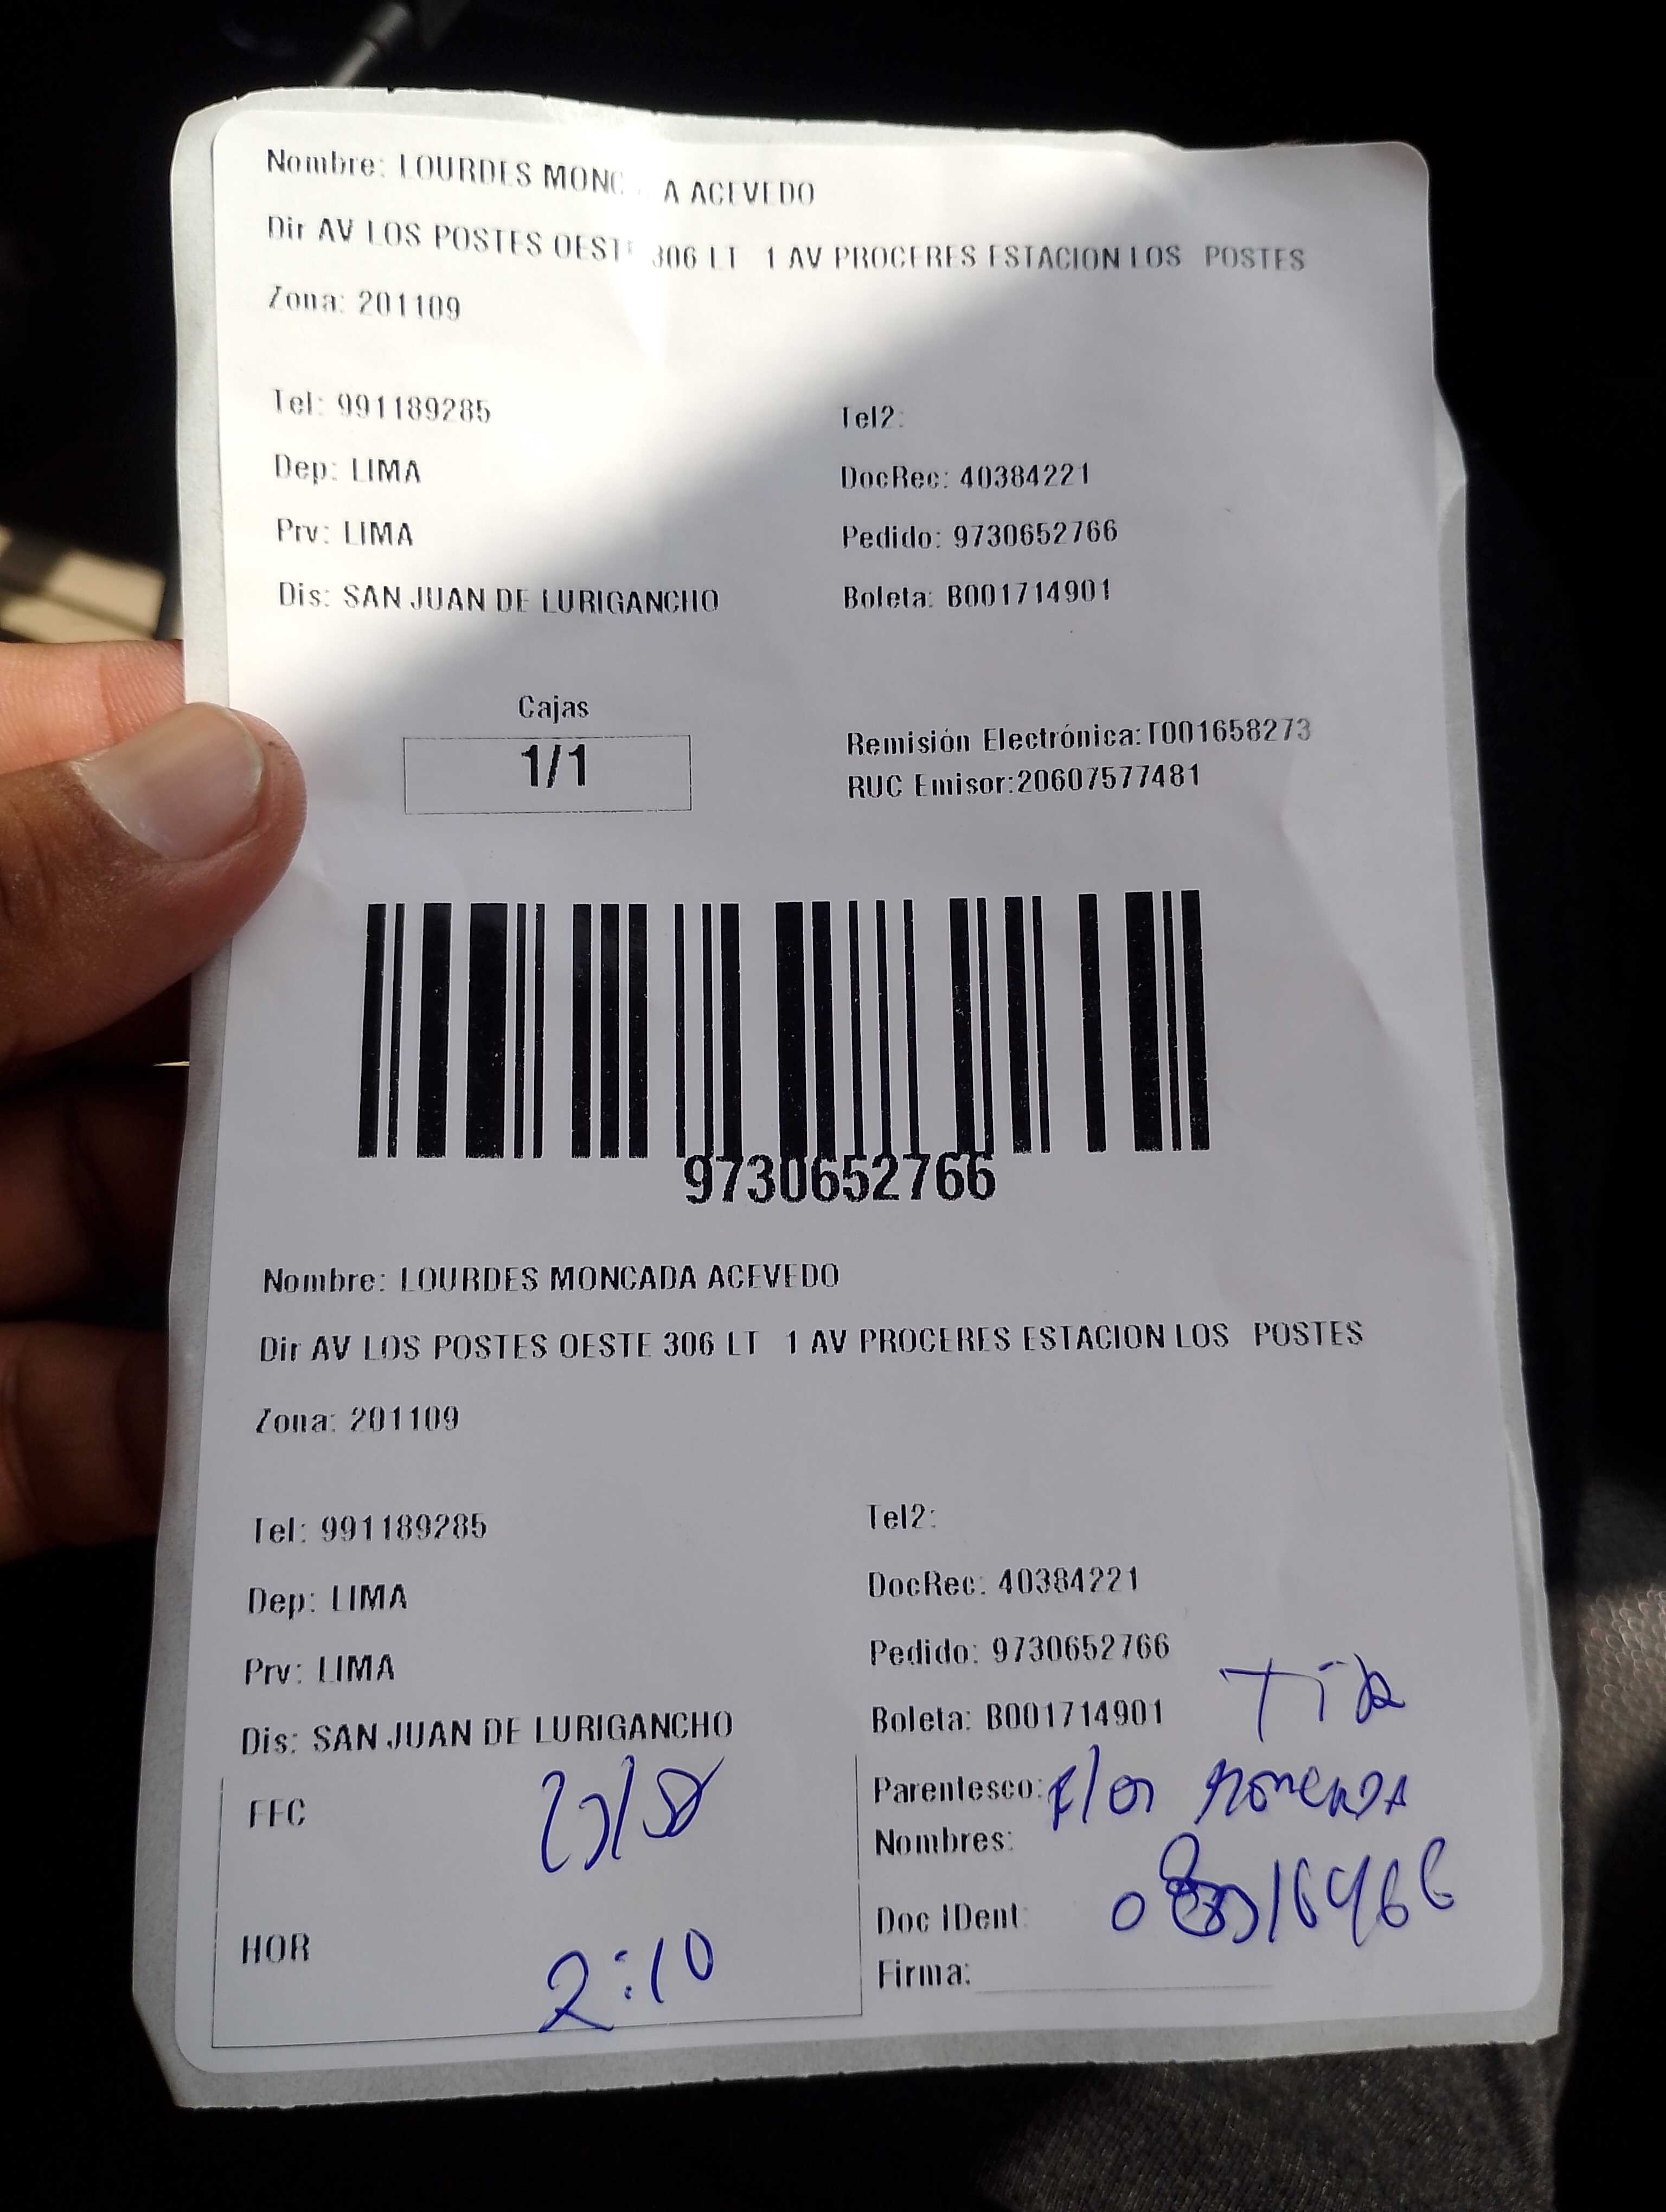 Nombre: LOURDES MONC A ACEVEDO
Dir AV LOS POSTES OESTE 306 LT 1 AV PROCERES ESTACION LOS POSTES
Zona: 201109
Tel: 991189285
Tel2:
Dep: LIMA
DocRec: 40384221
Prv: LIMA
Pedido: 9730652766
Dis: SAN JUAN DE LURIGANCHO
Boleta: B001714901
Cajas
1/1
Remisión Electrónica:T001658273
RUC Emisor:20607577481
9730652766
Nombre: LOURDES MONCADA ACEVEDO
Dir AV LOS POSTES OESTE 306 LT 1 AV PROCERES ESTACION LOS POSTES
Zona: 201109
Tel: 991189285
Tel2:
Dep: LIMA
DocRec: 40384221
Prv: LIMA
Pedido: 9730652766
Dis: SAN JUAN DE LURIGANCHO
Boleta: B001714901
Tia
FFC
Parentesco: Flor
Nombres:
Doc IDent:
HOR 2:10
Firma: